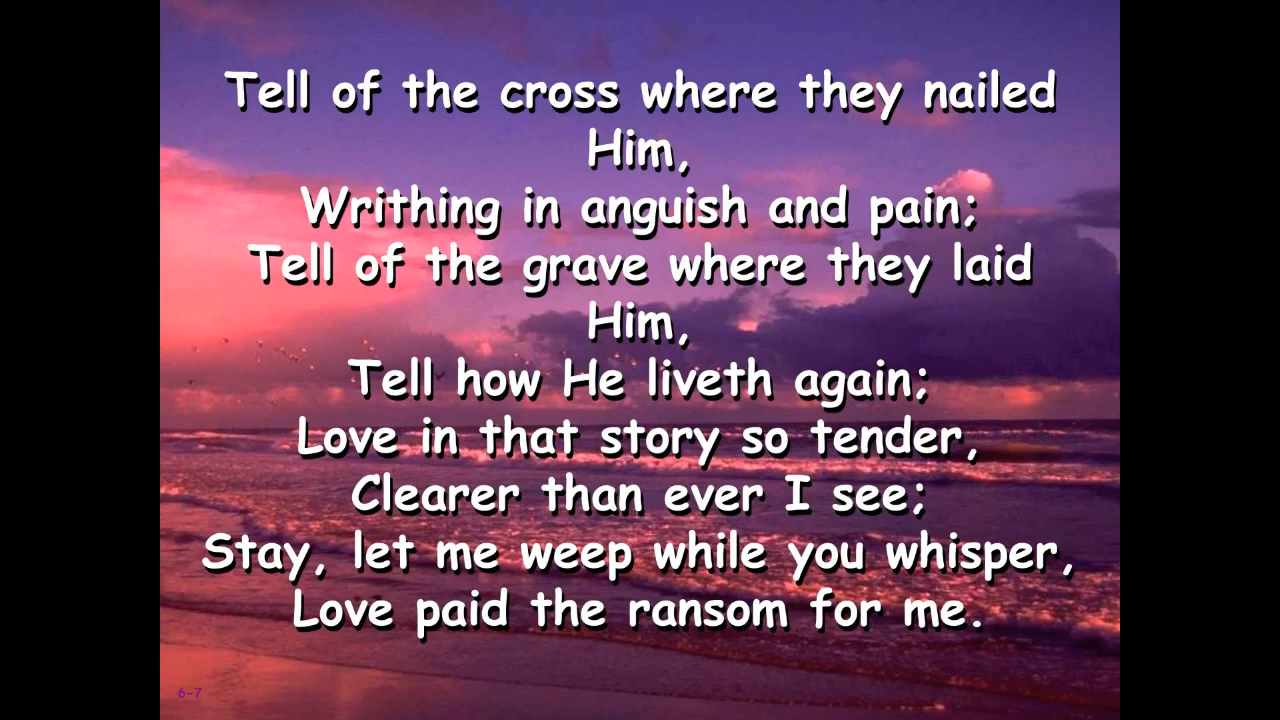 Tell of the cross where they nailed
Him,
Writhing in anguish and pain;
Tell of the grave where they laid
Him,
Tell how He liveth again;
Love in that story so tender,
Clearer than ever I see;
Stay, let me weep while you whisper,
Love paid the ransom for me.
6-7